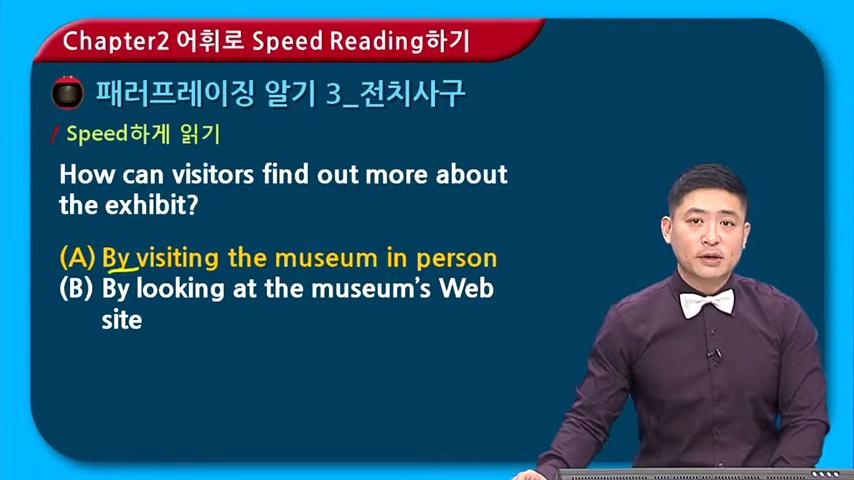 Chapter2 어휘로 Speed Reading하기
패러프레이징 알기 3_전치사구
/ Speed하게 읽기
How can visitors find out more about
the exhibit?
(A) By visiting the museum in person
(B) By looking at the museum's Web
site